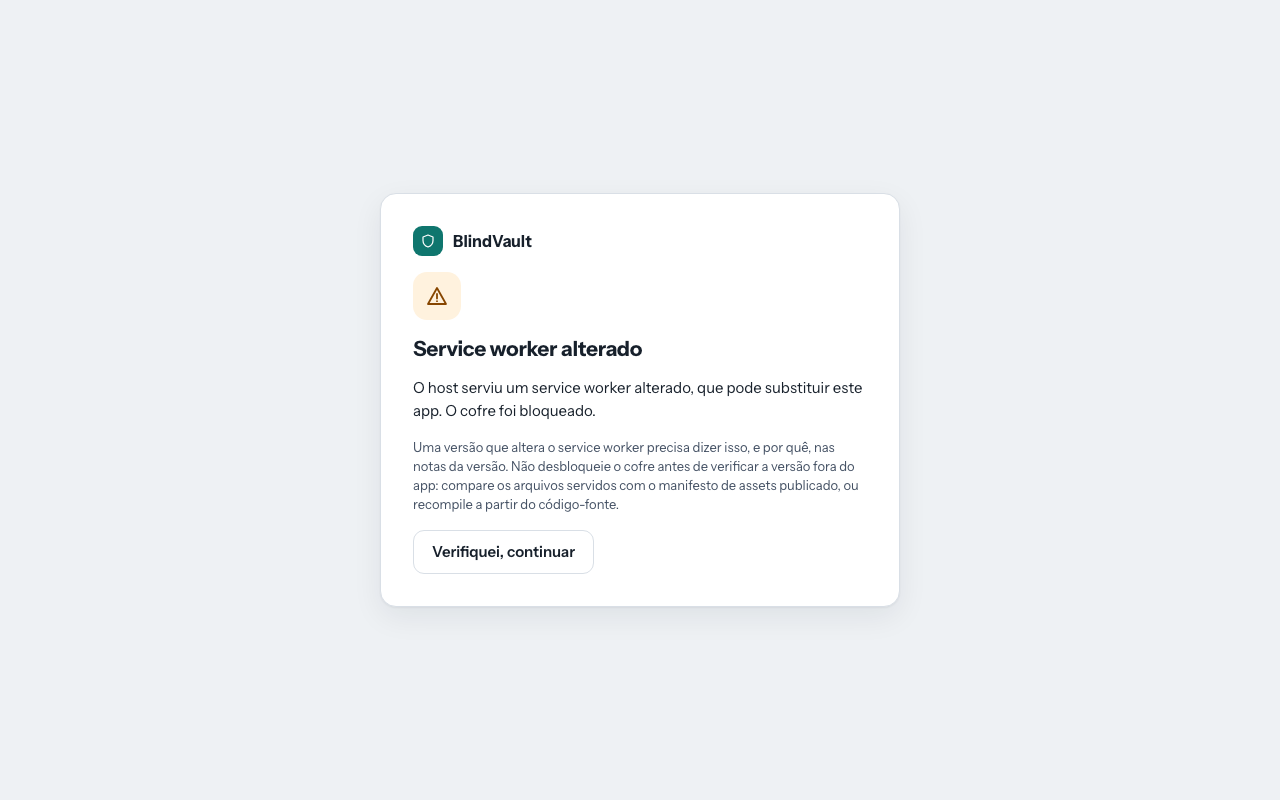 BlindVault
Service worker alterado
O host serviu um service worker alterado, que pode substituir este
app. O cofre foi bloqueado.
Uma versão que altera o service worker precisa dizer isso, e por quê, nas
notas da versão. Não desbloqueie o cofre antes de verificar a versão fora do
app: compare os arquivos servidos com o manifesto de assets publicado, ou
recompile a partir do código-fonte.
Verifiquei, continuar